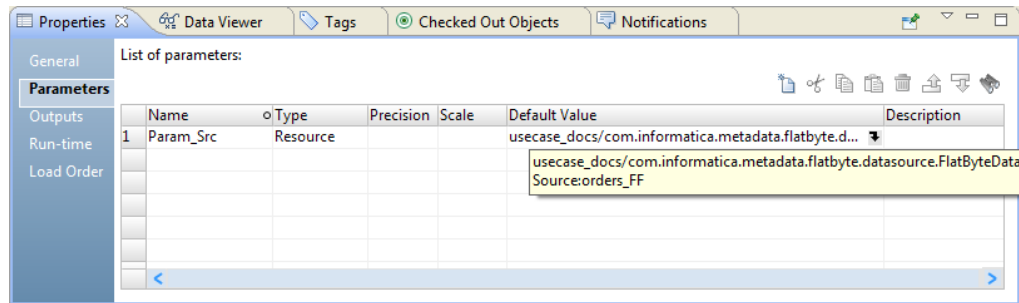 Properties Data Viewer Tags Checked Out Objects Notifications
General
Parameters
Outputs
Run-time
Load Order
List of parameters:
Name Type Precision Scale Default Value Description
1 Param_Src Resource usecase_docs/com.informatica.metadata.flatbyte.d...
usecase_docs/com.informatica.metadata.flatbyte.datasource.FlatByteData
Source:orders_FF